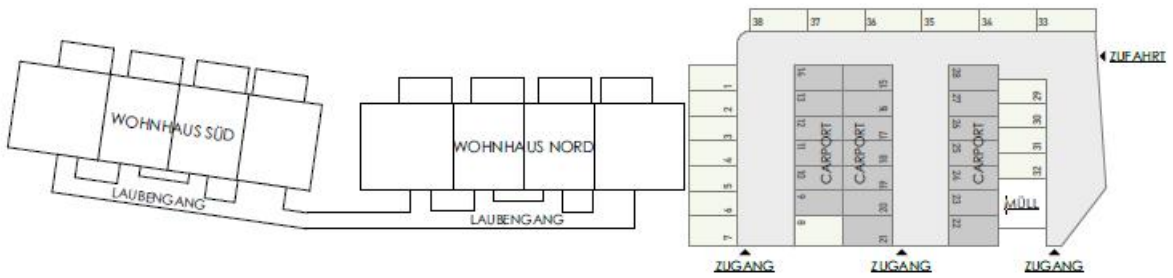 38 37 36 35 34 33
ZUFAHRT
WOHNHAUS SÜD
LAUBENGANG
WOHNHAUS NORD
LAUBENGANG
1
2
3
4
5
6
7
14
13
12
11
10
9
8
CARPORT
CARPORT
15
16
17
18
19
20
21
28
27
26
25
24
23
22
CARPORT
29
30
31
32
MÜLL
ZUGANG
ZUGANG
ZUGANG